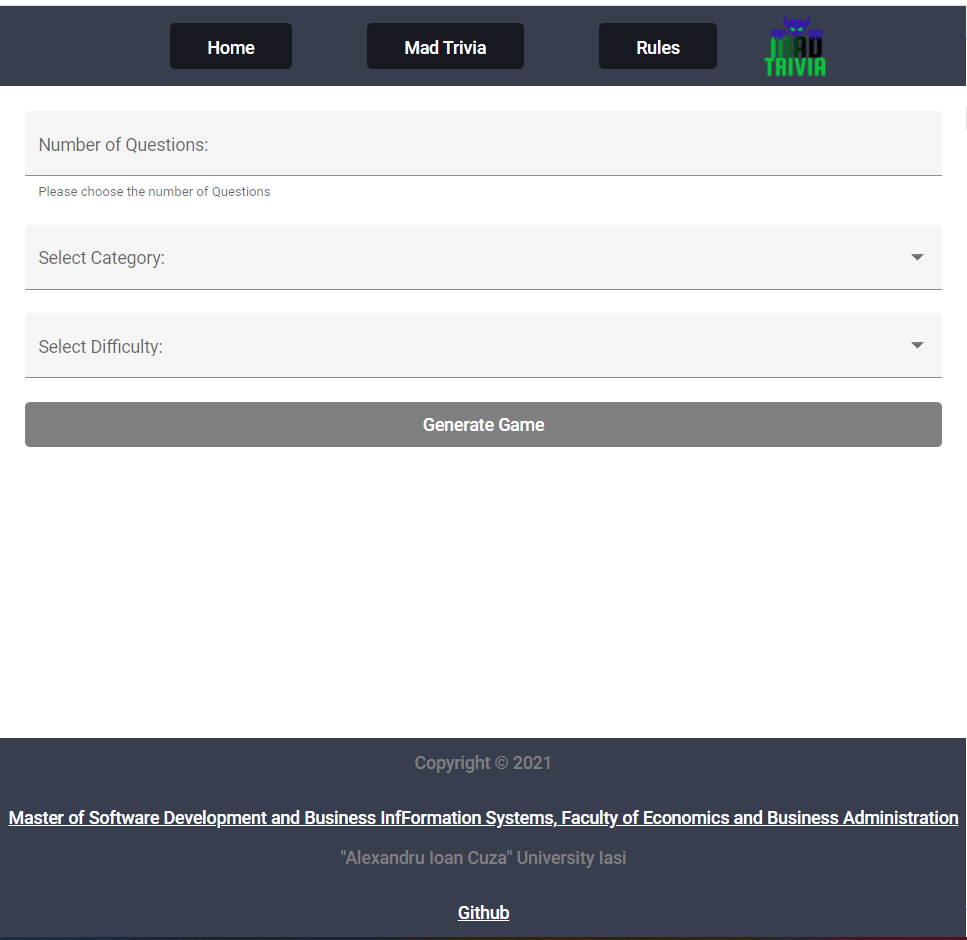 Home
Mad Trivia
Rules
MAD
TRIVIA
Number of Questions:
Please choose the number of Questions
Select Category:
Select Difficulty:
Generate Game
Copyright © 2021
Master of Software Development and Business InfFormation Systems, Faculty of Economics and Business Administration
"Alexandru Ioan Cuza" University Iasi
Github